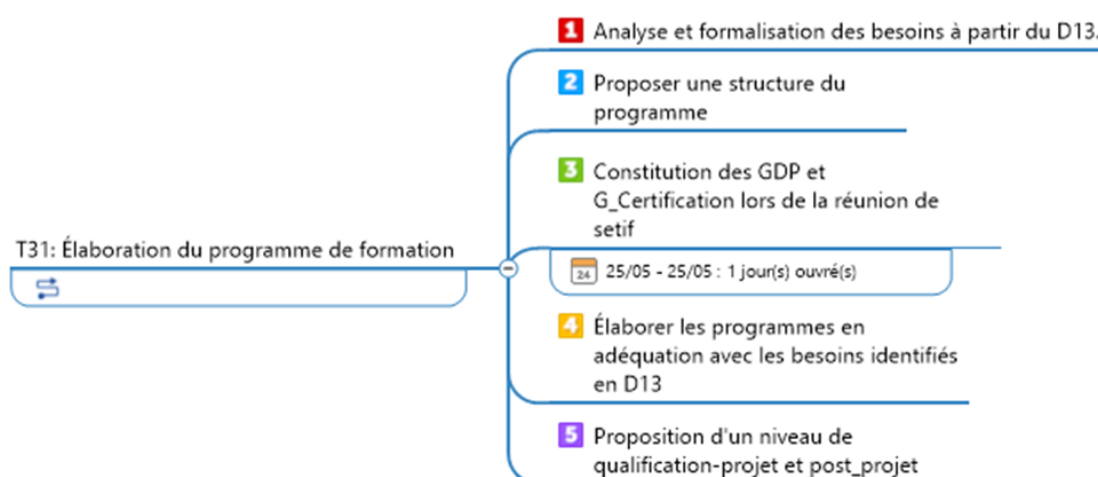 1 Analyse et formalisation des besoins à partir du D13.
2 Proposer une structure du
programme
3 Constitution des GDP et
G_Certification lors de la réunion de
setif
T31: Élaboration du programme de formation
24 25/05 - 25/05 : 1 jour(s) ouvré(s)
4 Élaborer les programmes en
adéquation avec les besoins identifiés
en D13
5 Proposition d'un niveau de
qualification-projet et post_projet